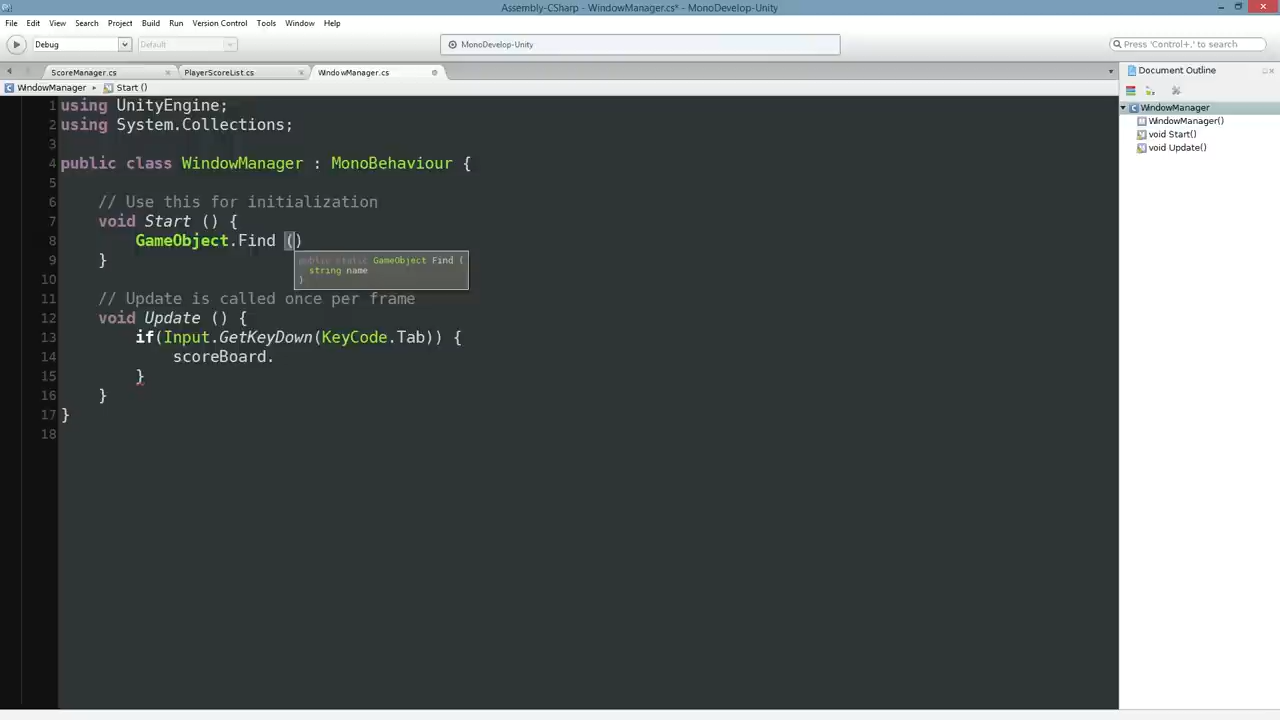 Assembly-CSharp - WindowManager.cs* - MonoDevelop-Unity
File Edit View Search Project Build Run Version Control Tools Window Help
Debug Default MonoDevelop-Unity Press 'Control+,' to search
ScoreManager.cs PlayerScoreList.cs WindowManager.cs
WindowManager Start ()
1 using UnityEngine;
2 using System.Collections;
3
4 public class WindowManager : MonoBehaviour {
5
6 // Use this for initialization
7 void Start () {
8 GameObject.Find ()
public static GameObject Find (
string name
)
9 }
10
11 // Update is called once per frame
12 void Update () {
13 if(Input.GetKeyDown(KeyCode.Tab)) {
14 scoreBoard.
15 }
16 }
17 }
18
Document Outline
WindowManager
WindowManager()
void Start()
void Update()